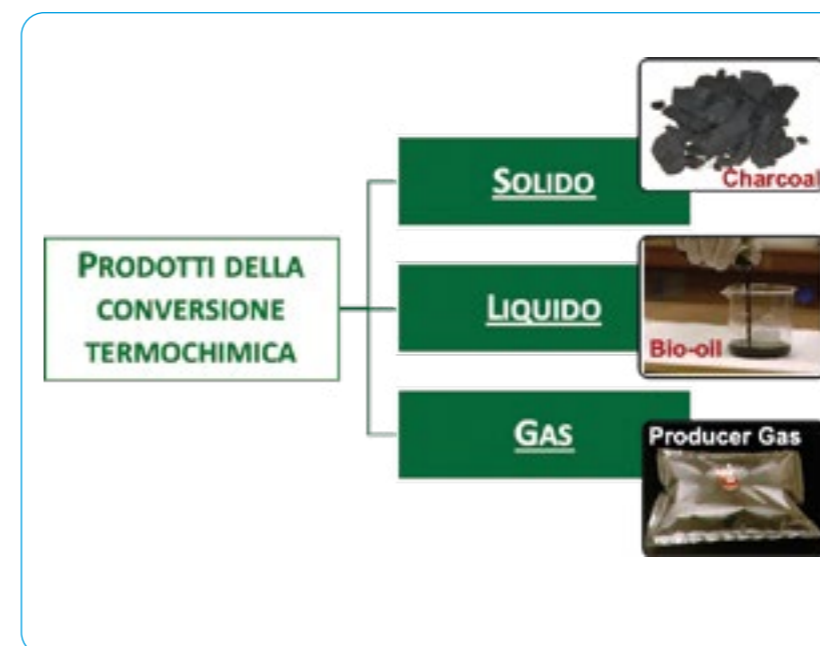 PRODOTTI DELLA
CONVERSIONE
TERMOCHIMICA
SOLIDO
Charcoal
LIQUIDO
Bio-oil
GAS
Producer Gas